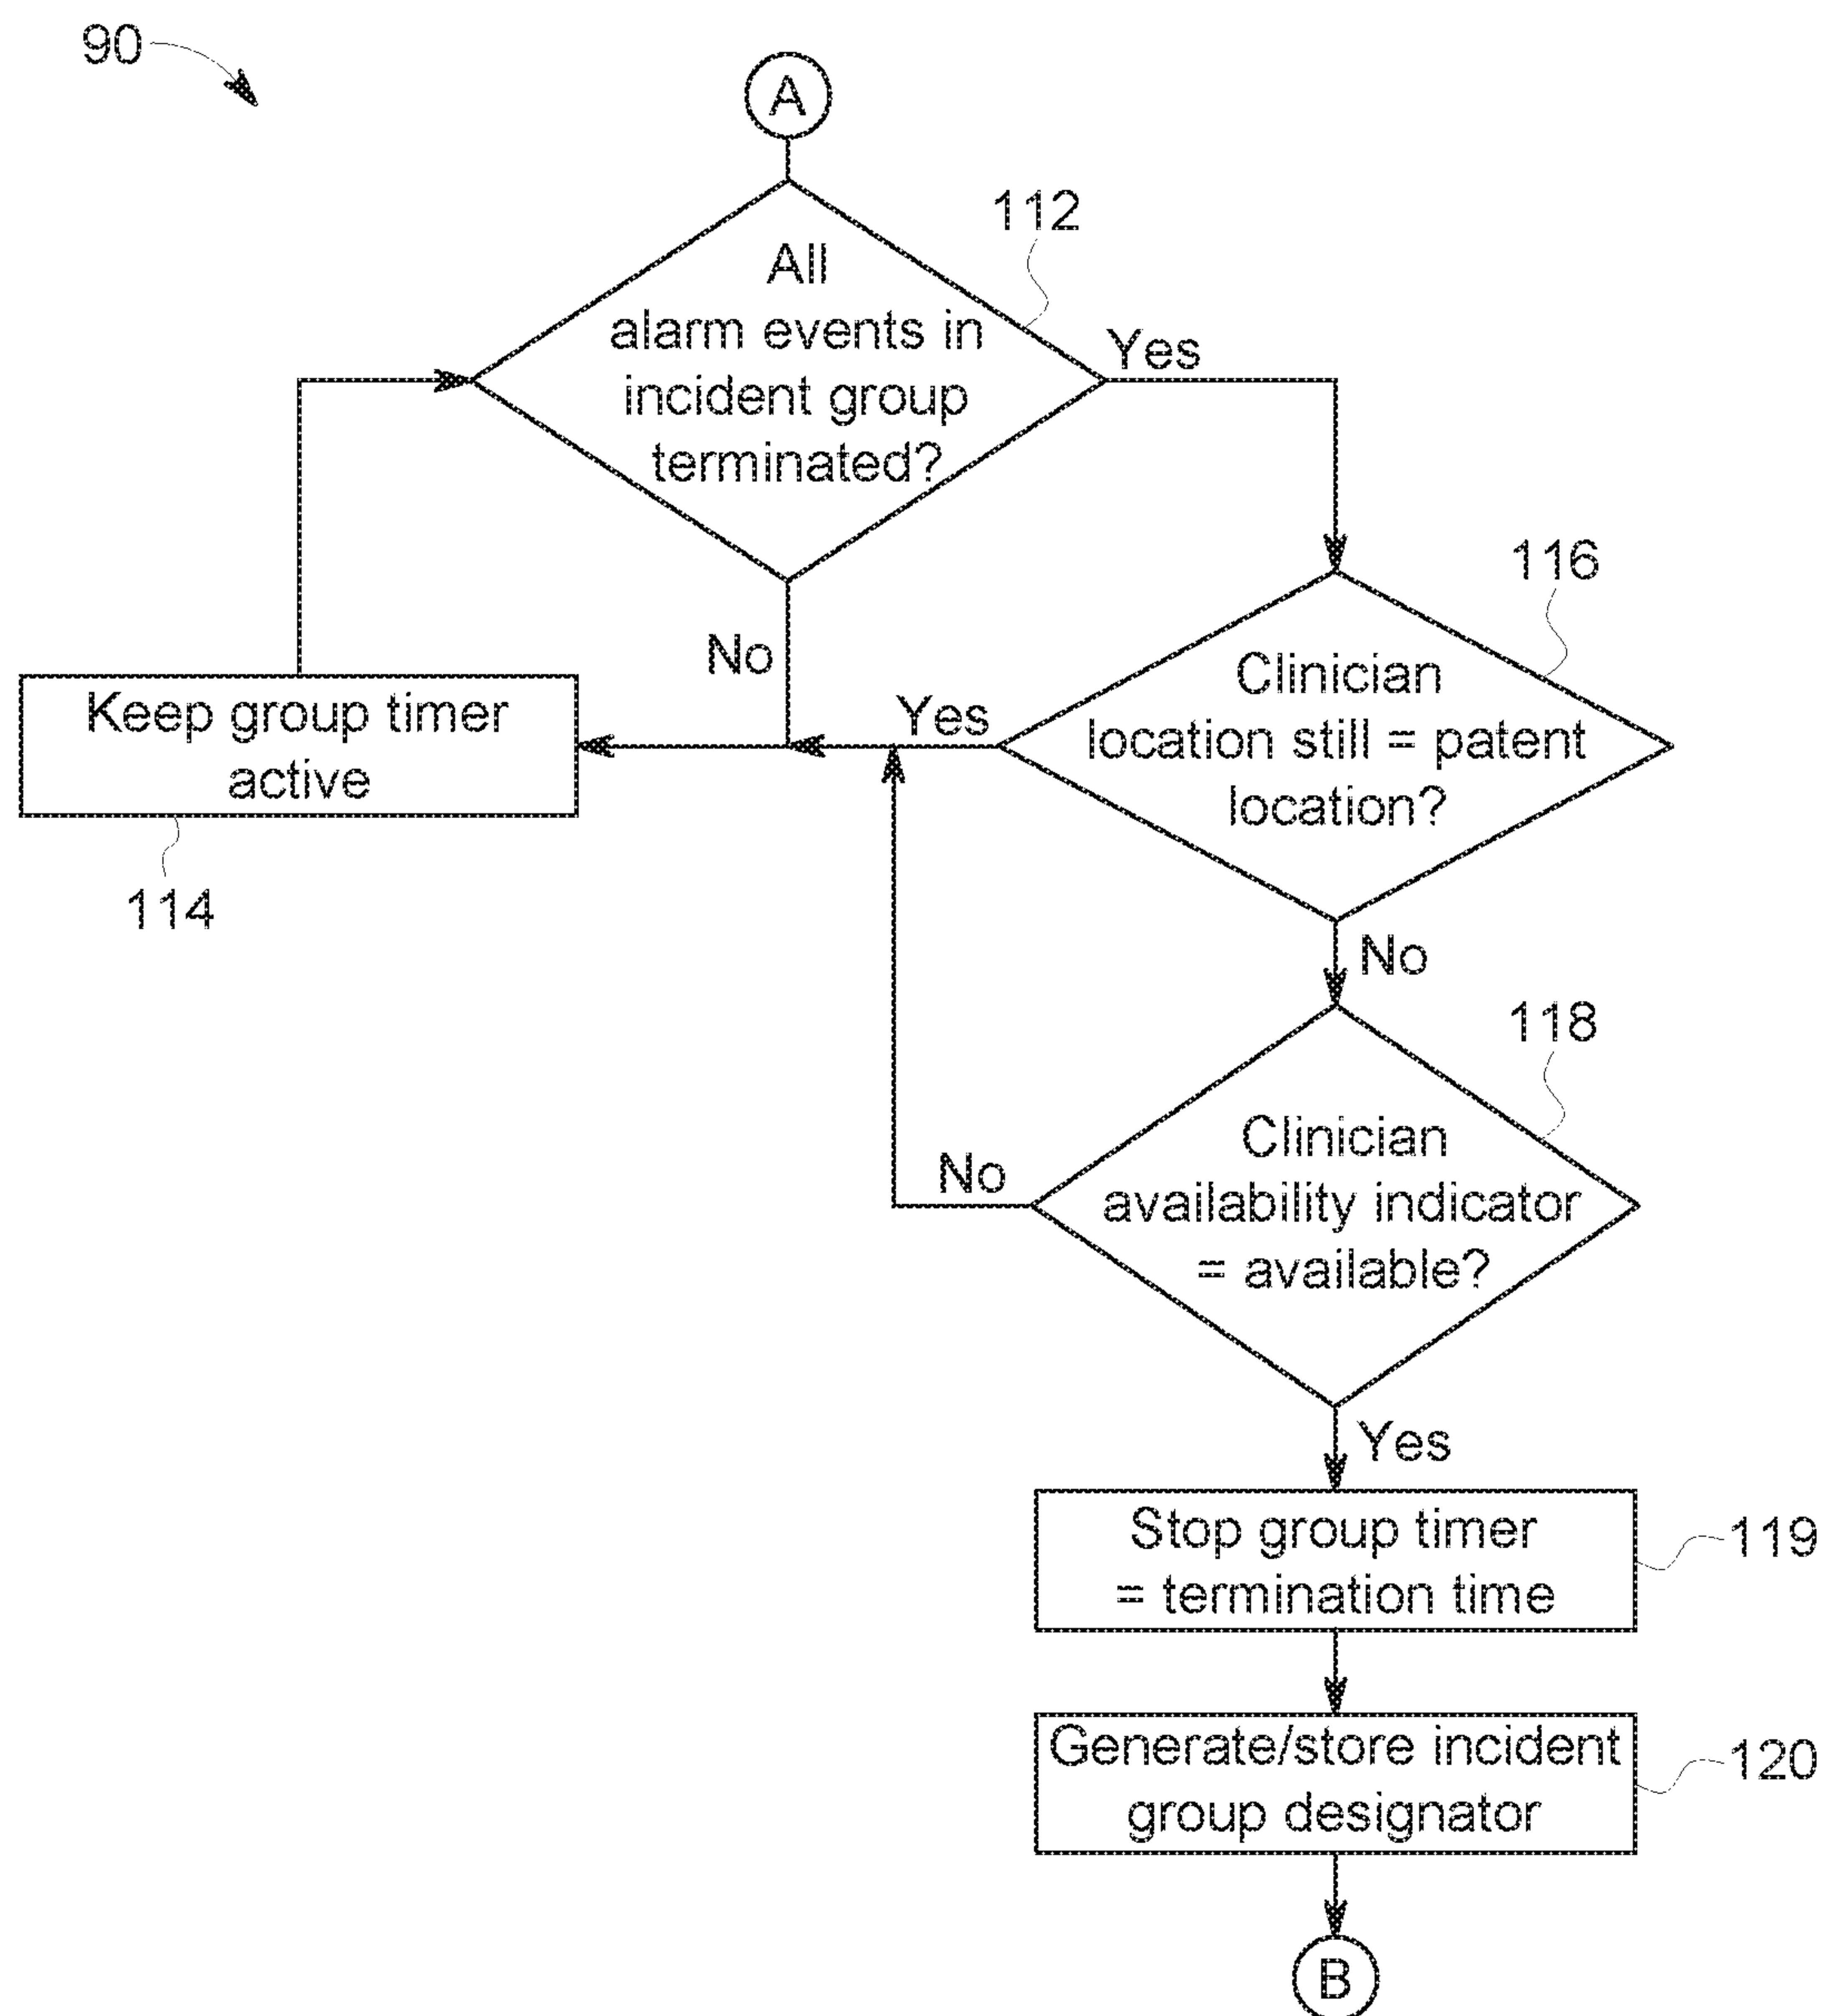 90
A
112
All
alarm events in
incident group
terminated?
Yes
No
116
Clinician
location still = patent
location?
Yes
Keep group timer
active
114
No
118
Clinician
availability indicator
= available?
No
Yes
Stop group timer
= termination time
119
Generate/store incident
group designator
120
B